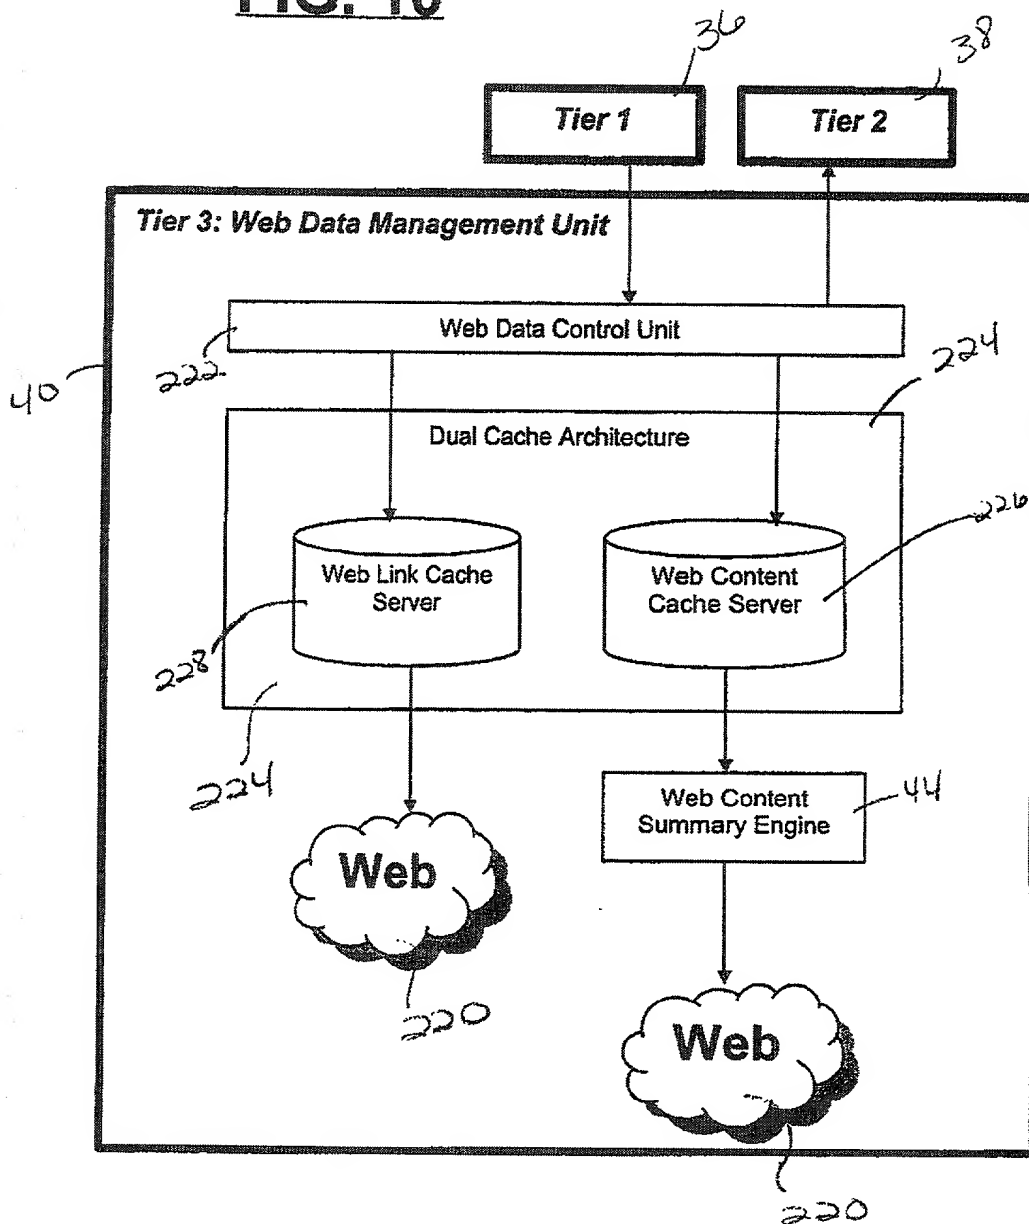 FIG. 10
36
38
Tier 1
Tier 2
Tier 3: Web Data Management Unit
Web Data Control Unit
222
224
40
Dual Cache Architecture
226
Web Link Cache
Server
Web Content
Cache Server
228
224
Web Content
Summary Engine
44
Web
220
Web
220